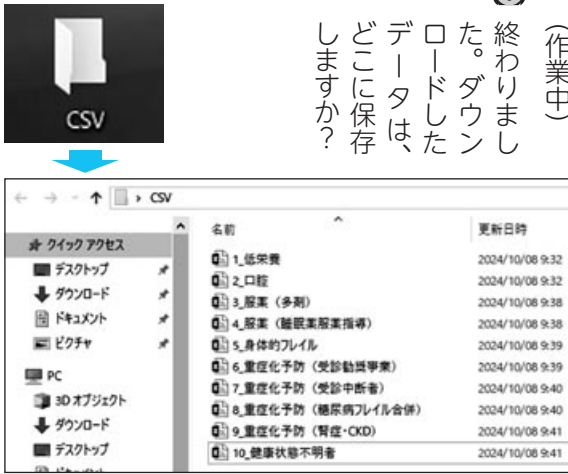 (作業中)
終わりまし
た。ダウン
ロードした
データは、
どこに保存
しますか?
CSV
CSV
名前
更新日時
クイック アクセス
デスクトップ
ダウンロード
ドキュメント
ピクチャ
PC
3D オブジェクト
ダウンロード
デスクトップ
ドキュメント
1_低栄養 2024/10/08 9:32
2_口腔 2024/10/08 9:32
3_服薬(多剤) 2024/10/08 9:38
4_服薬(睡眠薬服薬指導) 2024/10/08 9:38
5_身体的フレイル 2024/10/08 9:39
6_重症化予防(受診勧奨事業) 2024/10/08 9:39
7_重症化予防(受診中断者) 2024/10/08 9:40
8_重症化予防(糖尿病フレイル合併) 2024/10/08 9:40
9_重症化予防(腎症・CKD) 2024/10/08 9:41
10_健康状態不明者 2024/10/08 9:41